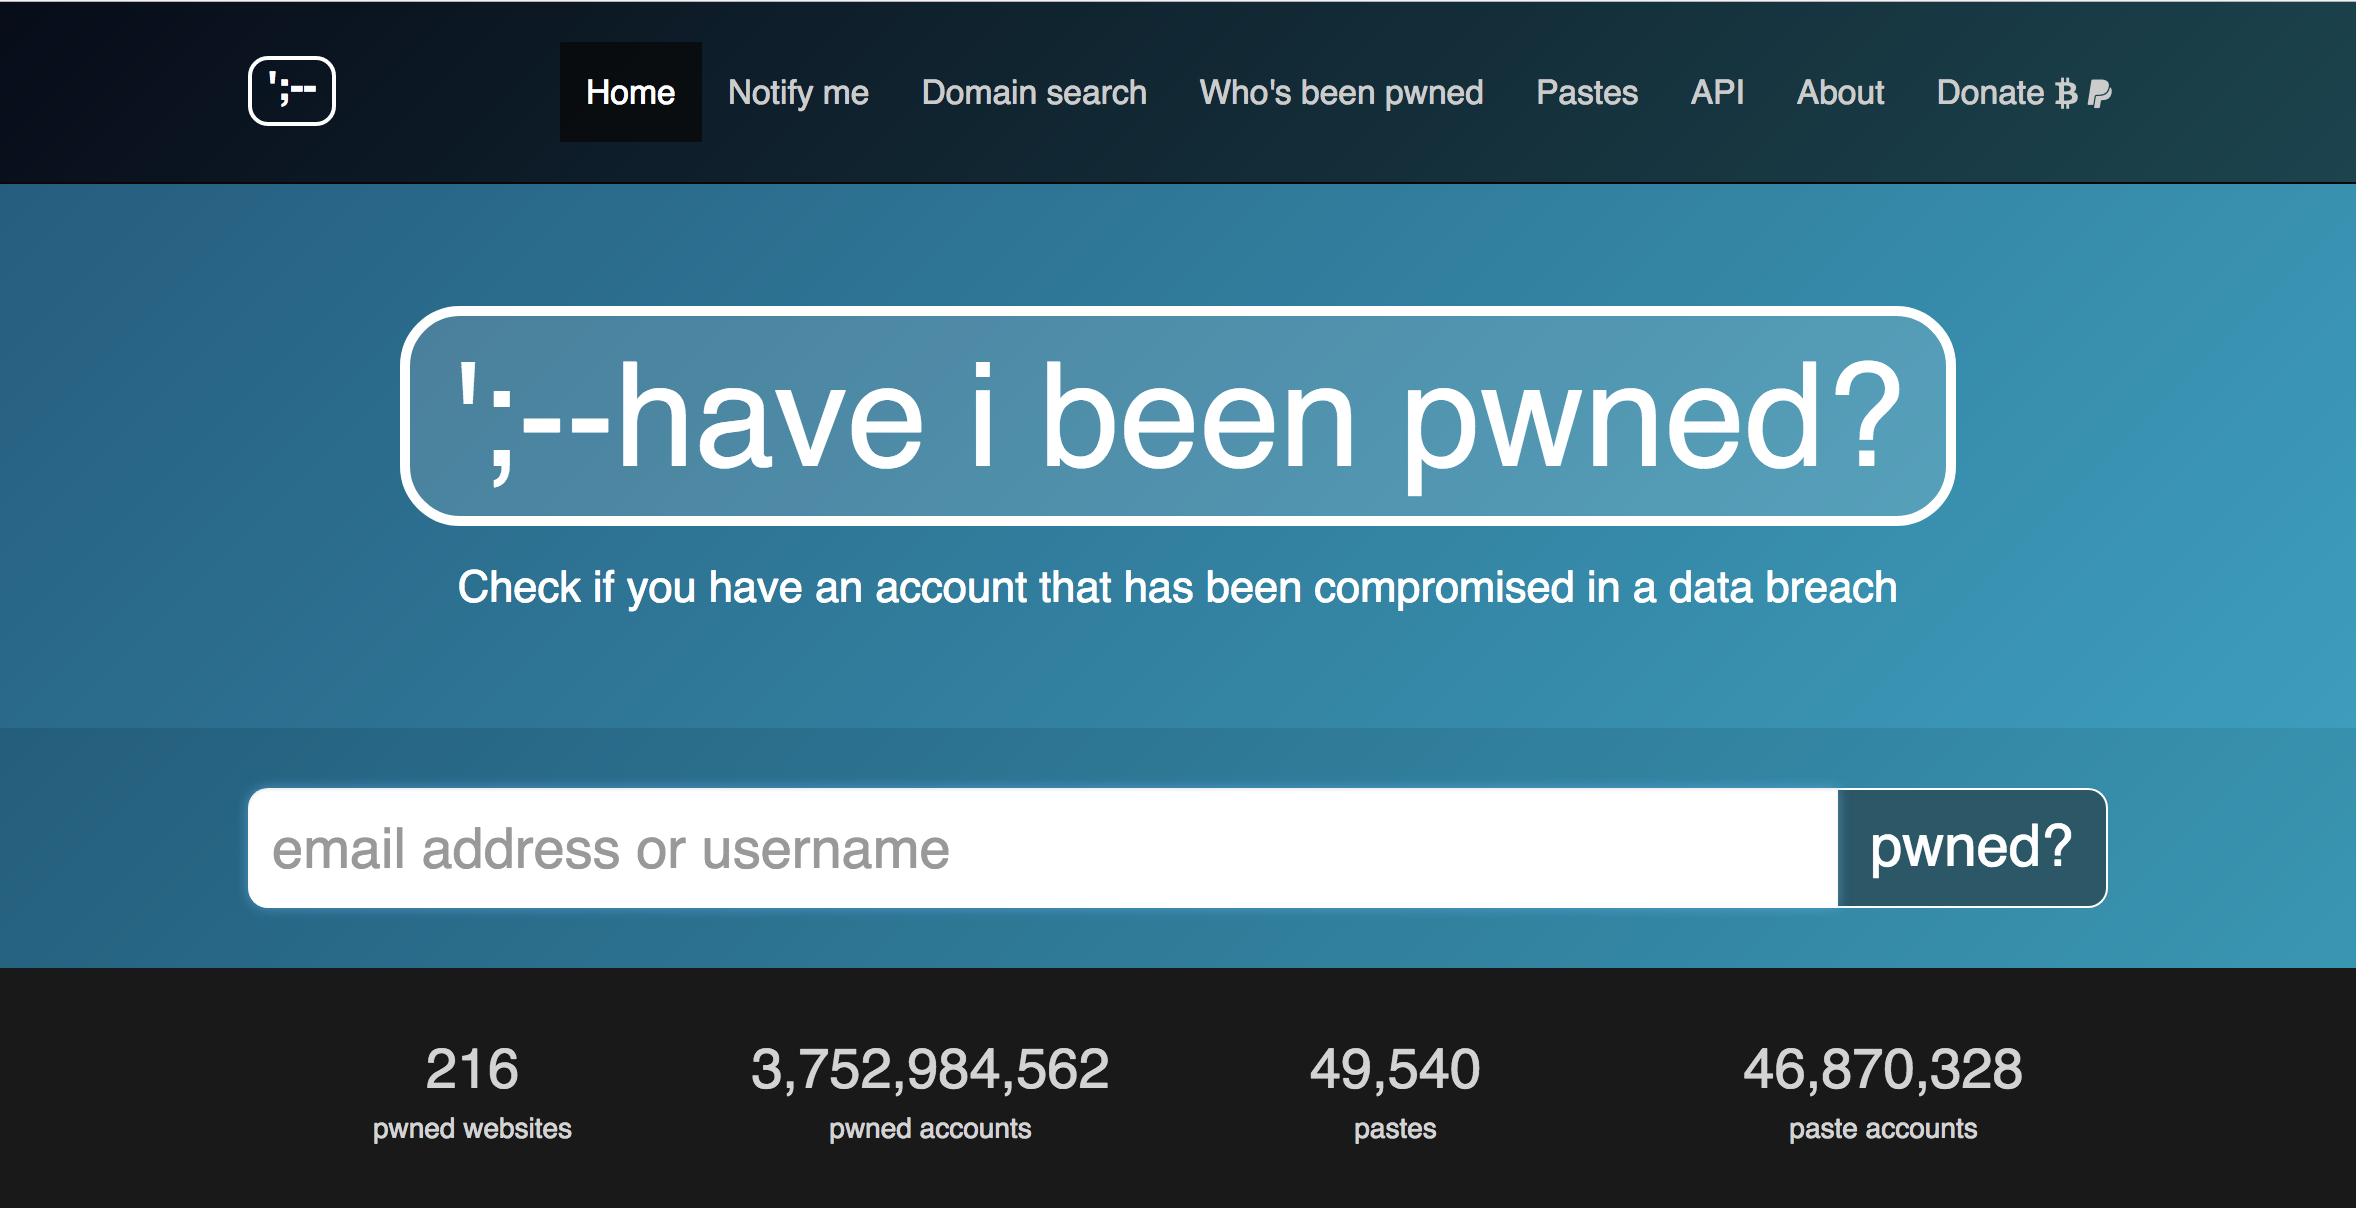 ';--
Home Notify me Domain search Who's been pwned Pastes API About Donate
';--have i been pwned?
Check if you have an account that has been compromised in a data breach
email address or username pwned?
216 3,752,984,562 49,540 46,870,328
pwned websites pwned accounts pastes paste accounts